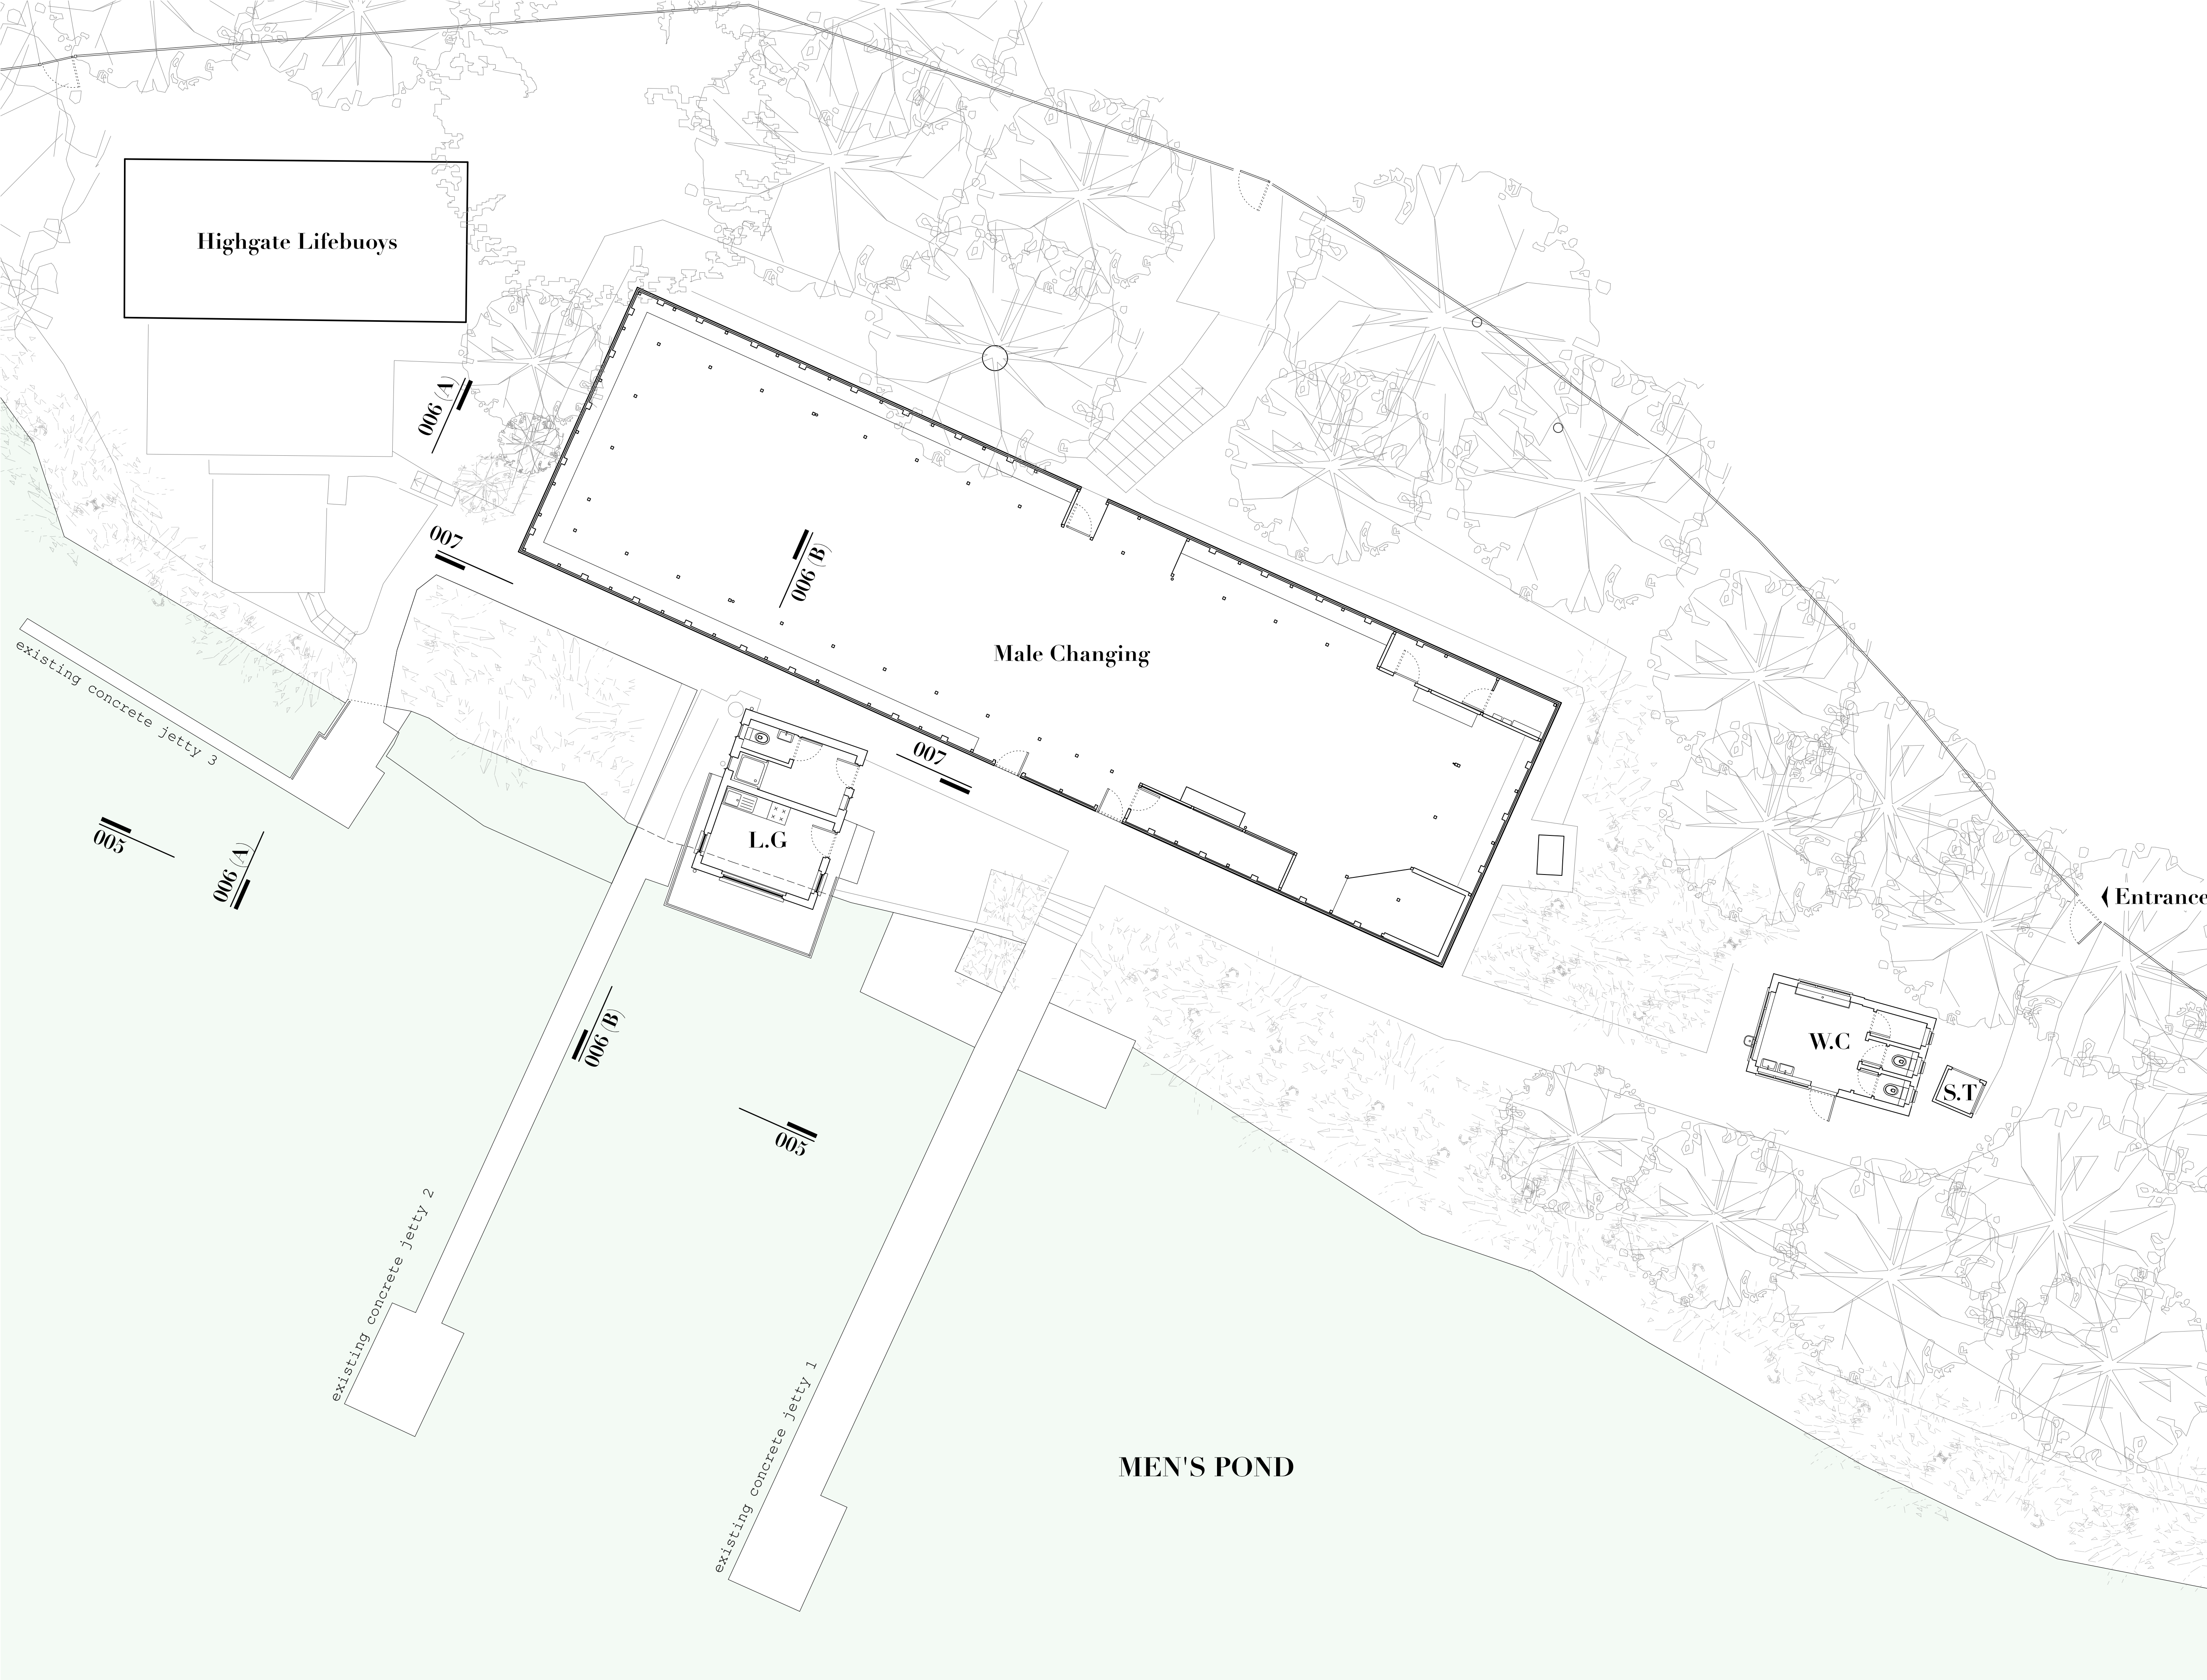 Highgate Lifebuoys
006 (A)
007
006 (B)
Male Changing
existing concrete jetty 3
007
L.G
005
006 (A)
Entrance
W.C
S.T
006 (B)
005
existing concrete jetty 2
existing concrete jetty 1
MEN'S POND